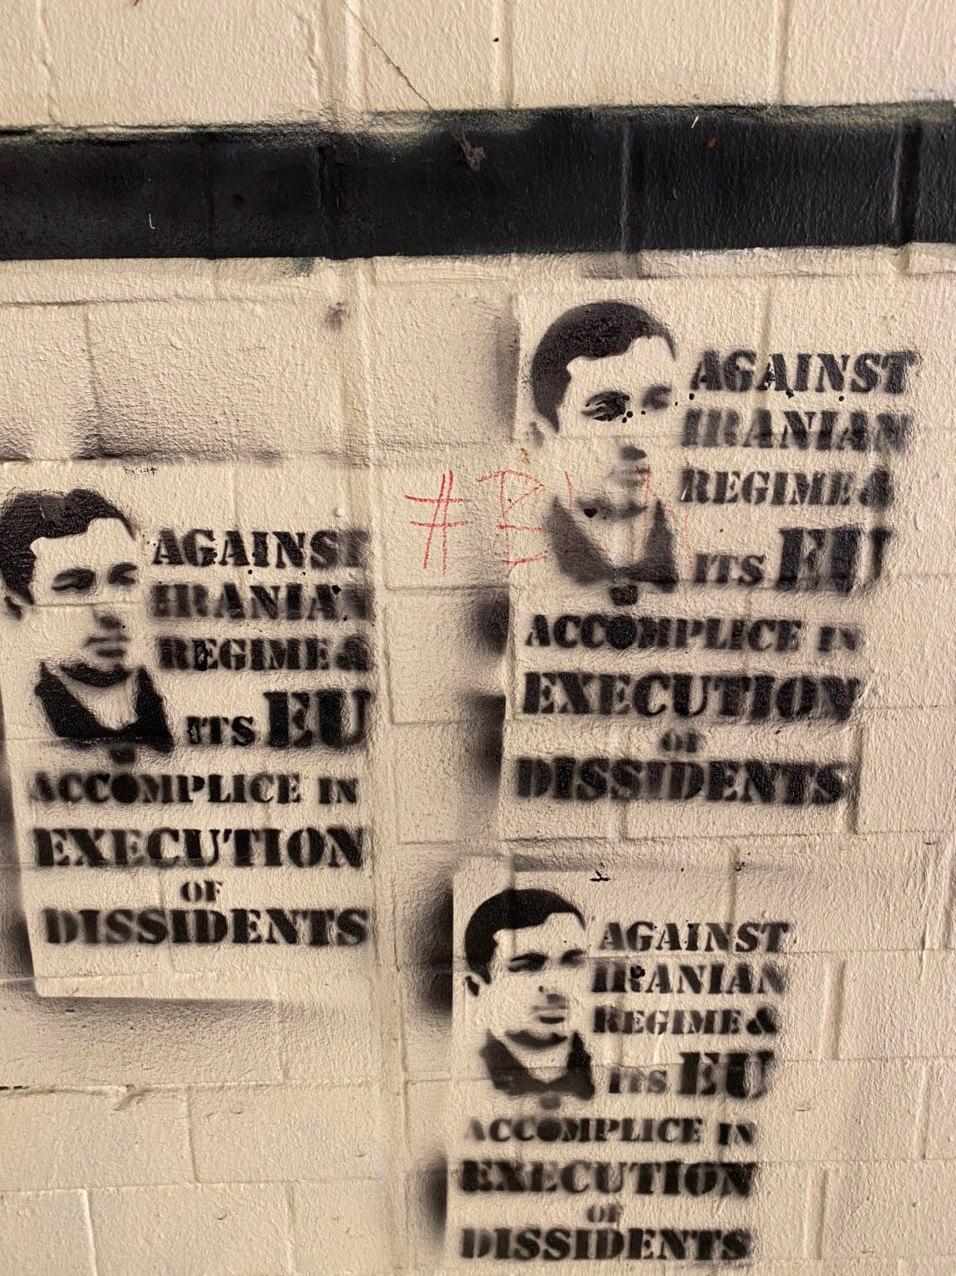 AGAINST
IRANIAN
REGIME &
ITS EU
ACCOMPLICE IN
EXECUTION
OF
DISSIDENTS
AGAINST
IRANIAN
REGIME &
ITS EU
ACCOMPLICE IN
EXECUTION
OF
DISSIDENTS
AGAINST
IRANIAN
REGIME &
ITS EU
ACCOMPLICE IN
EXECUTION
OF
DISSIDENTS